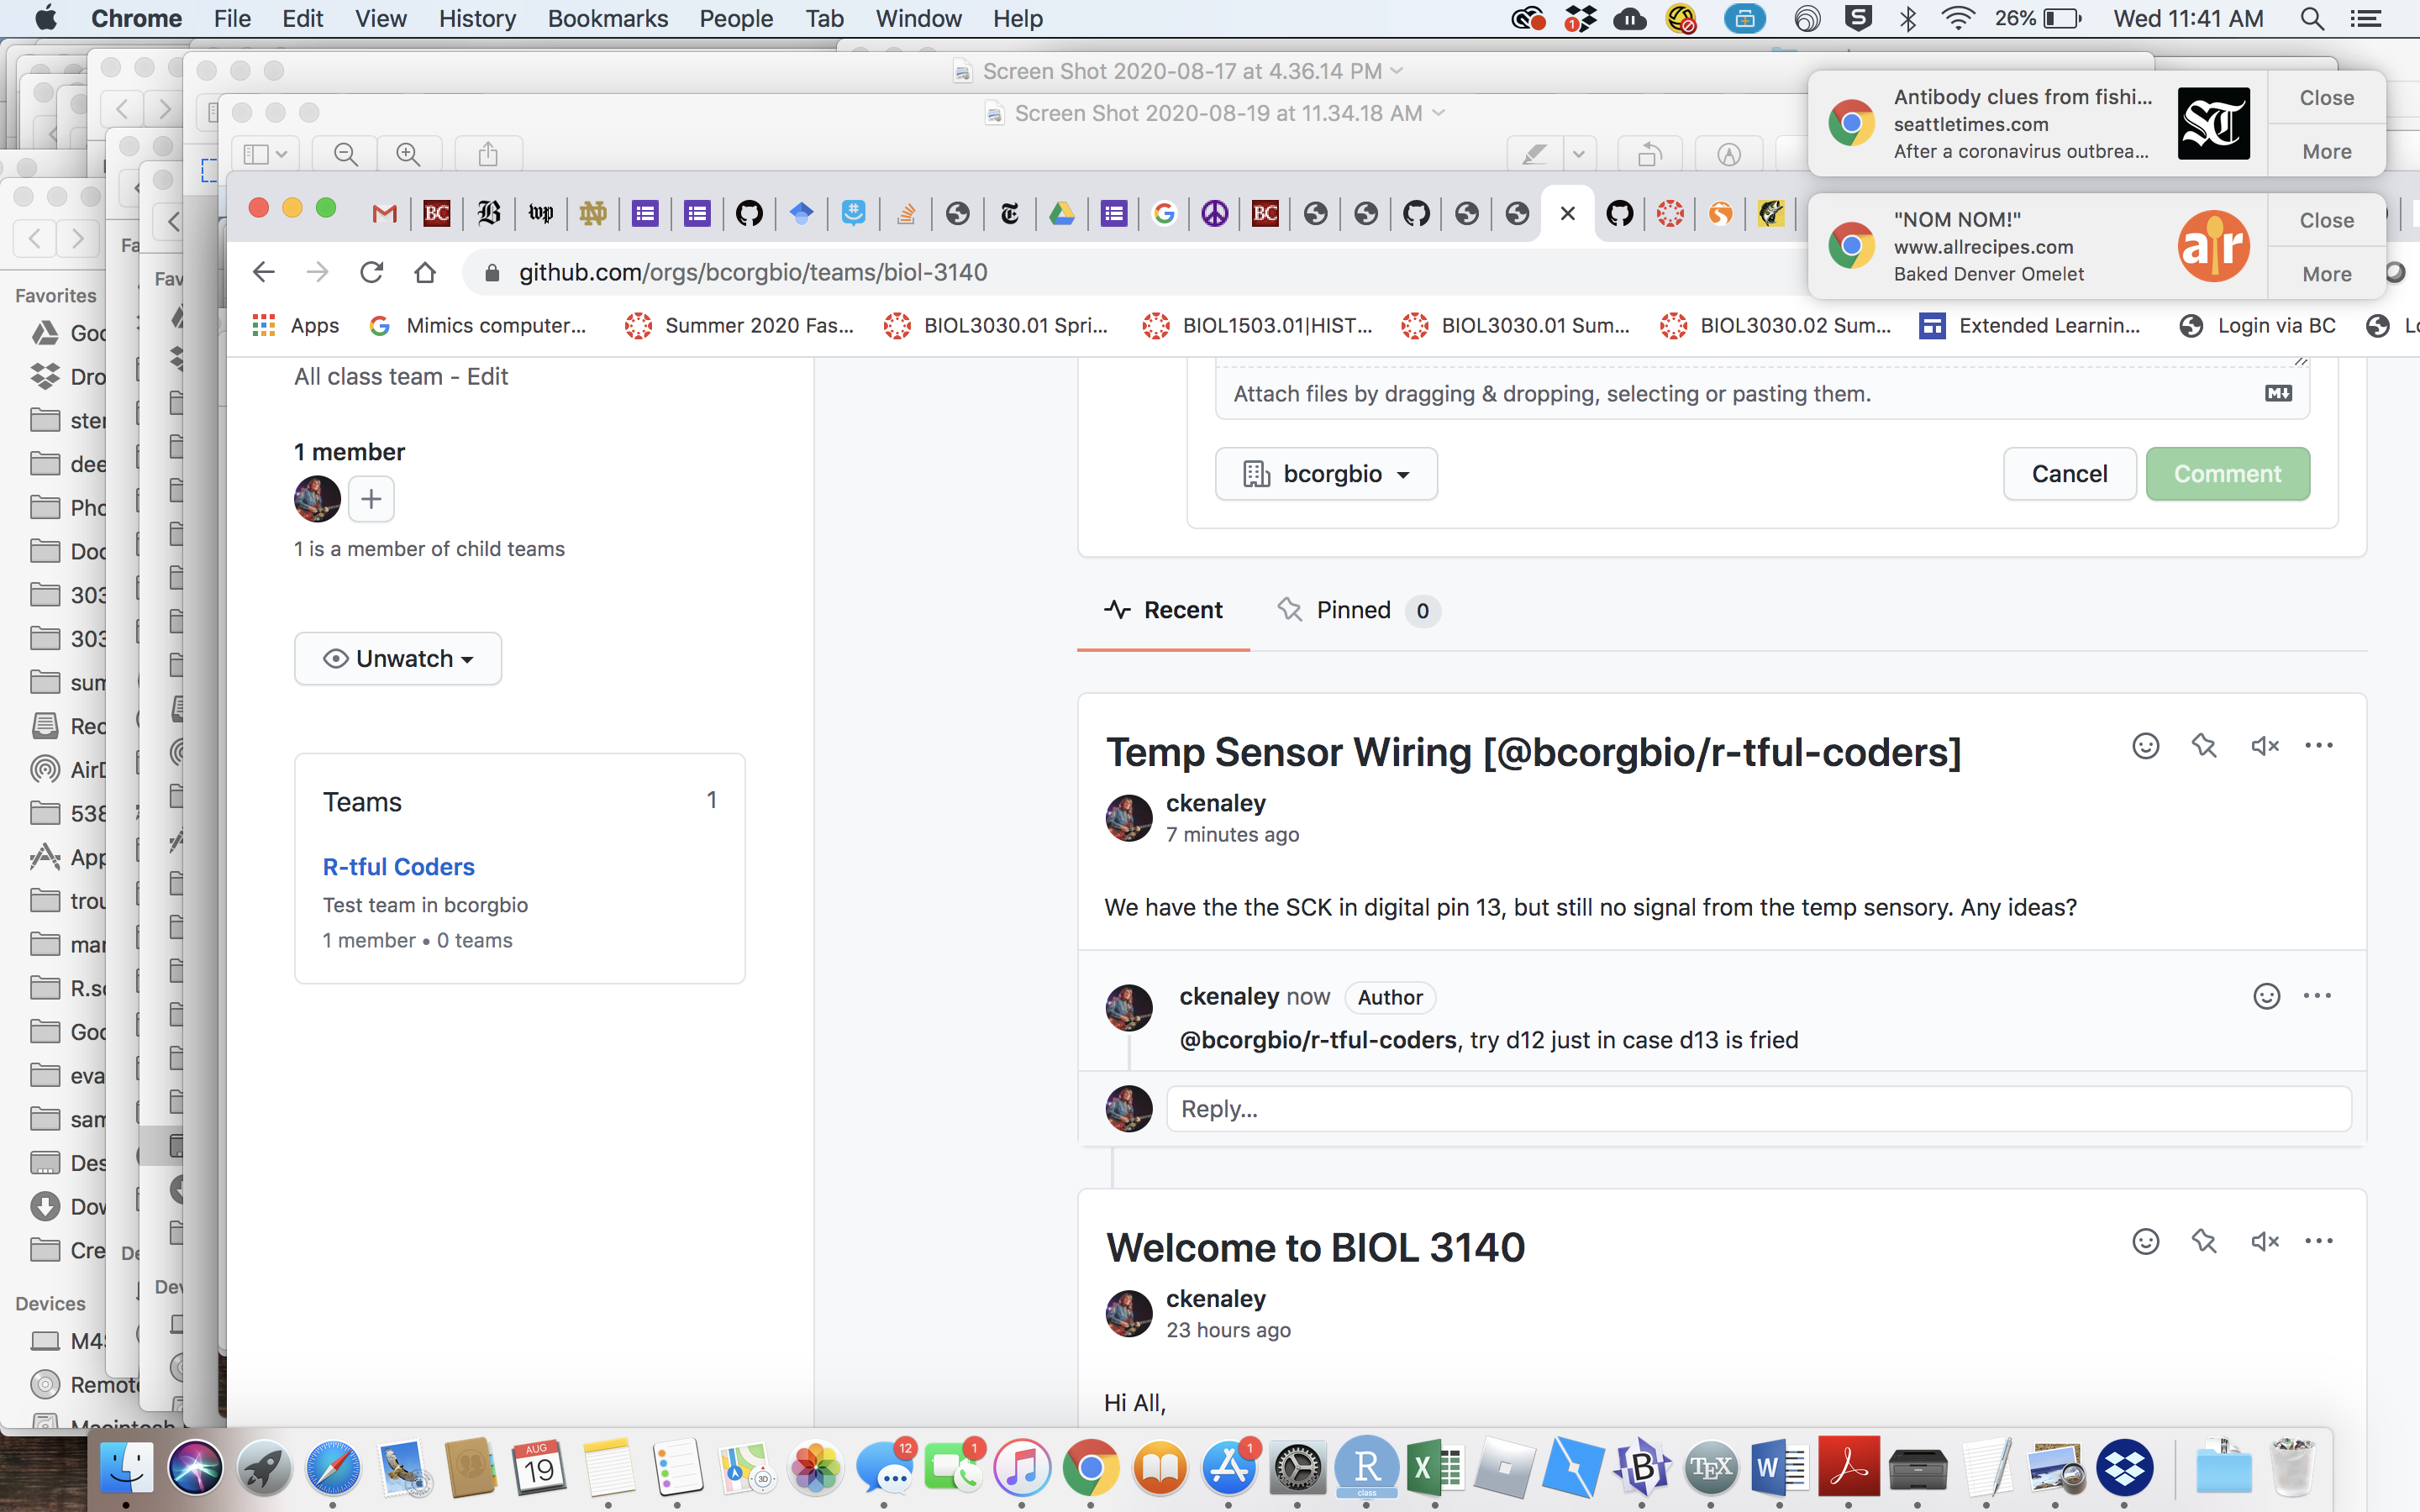 Chrome File Edit View History Bookmarks People Tab Window Help 26% Wed 11:41 AM
Screen Shot 2020-08-17 at 4.36.14 PM
Screen Shot 2020-08-19 at 11.34.18 AM
Antibody clues from fishi...
seattletimes.com
After a coronavirus outbrea...
Close
More
"NOM NOM!"
www.allrecipes.com
Baked Denver Omelet
Close
More
github.com/orgs/bcorgbio/teams/biol-3140
Apps Mimics computer... Summer 2020 Fas... BIOL3030.01 Spri... BIOL1503.01|HIST... BIOL3030.01 Sum... BIOL3030.02 Sum... Extended Learnin... Login via BC
Favorites
Goo
Dro
ster
dee
Pho
Doc
303
303
sum
Rec
AirD
538
App
trou
mar
R.sc
Goo
eva
sam
Des
Dow
Cre
Devices
M4S
Remote
All class team - Edit
1 member
1 is a member of child teams
Unwatch
Teams 1
R-tful Coders
Test team in bcorgbio
1 member • 0 teams
Attach files by dragging & dropping, selecting or pasting them.
bcorgbio
Cancel
Comment
Recent
Pinned 0
Temp Sensor Wiring [@bcorgbio/r-tful-coders]
ckenaley
7 minutes ago
We have the the SCK in digital pin 13, but still no signal from the temp sensory. Any ideas?
ckenaley now Author
@bcorgbio/r-tful-coders, try d12 just in case d13 is fried
Reply...
Welcome to BIOL 3140
ckenaley
23 hours ago
Hi All,
AUG
19
12
1
1
class